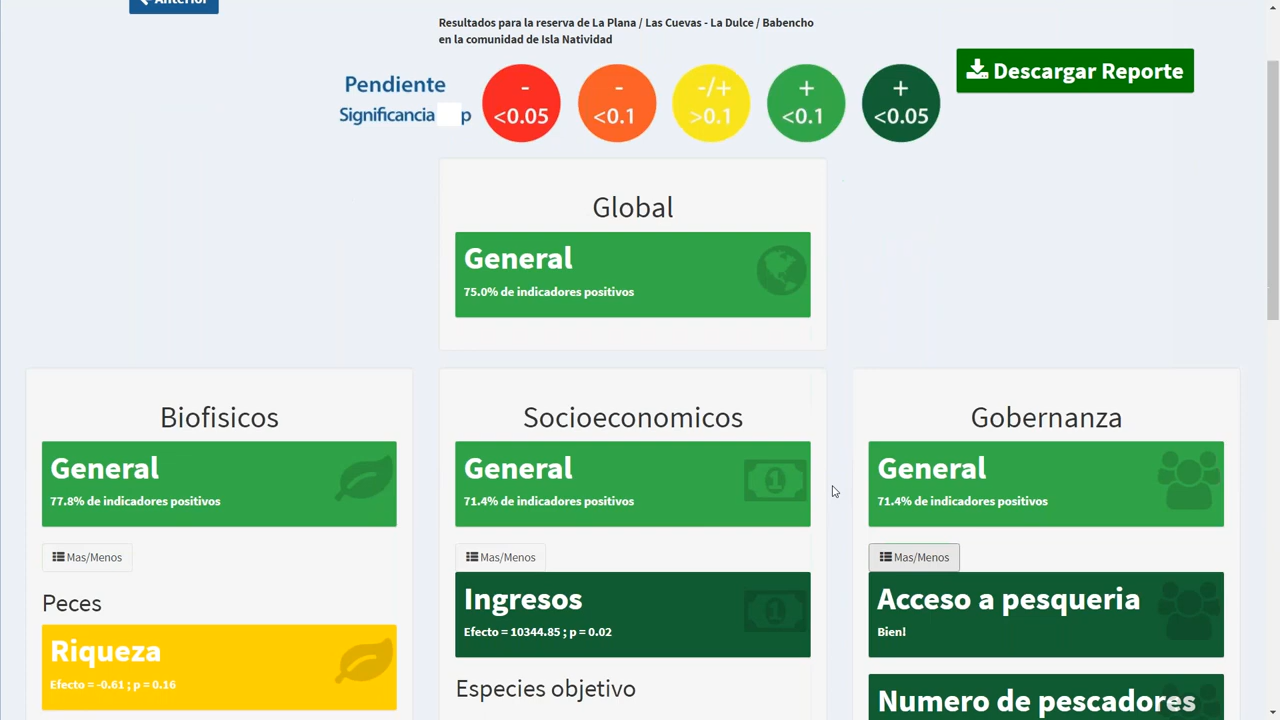 Anterior
Resultados para la reserva de La Plana / Las Cuevas - La Dulce / Babencho
en la comunidad de Isla Natividad
Descargar Reporte
Pendiente
Significancia p
- <0.05
- <0.1
-/+ >0.1
+ <0.1
+ <0.05
Global
General
75.0% de indicadores positivos
Biofisicos
General
77.8% de indicadores positivos
Mas/Menos
Peces
Riqueza
Efecto = -0.61 ; p = 0.16
Socioeconomicos
General
71.4% de indicadores positivos
Mas/Menos
Ingresos
Efecto = 10344.85 ; p = 0.02
Especies objetivo
Gobernanza
General
71.4% de indicadores positivos
Mas/Menos
Acceso a pesqueria
Bien!
Numero de pescadores